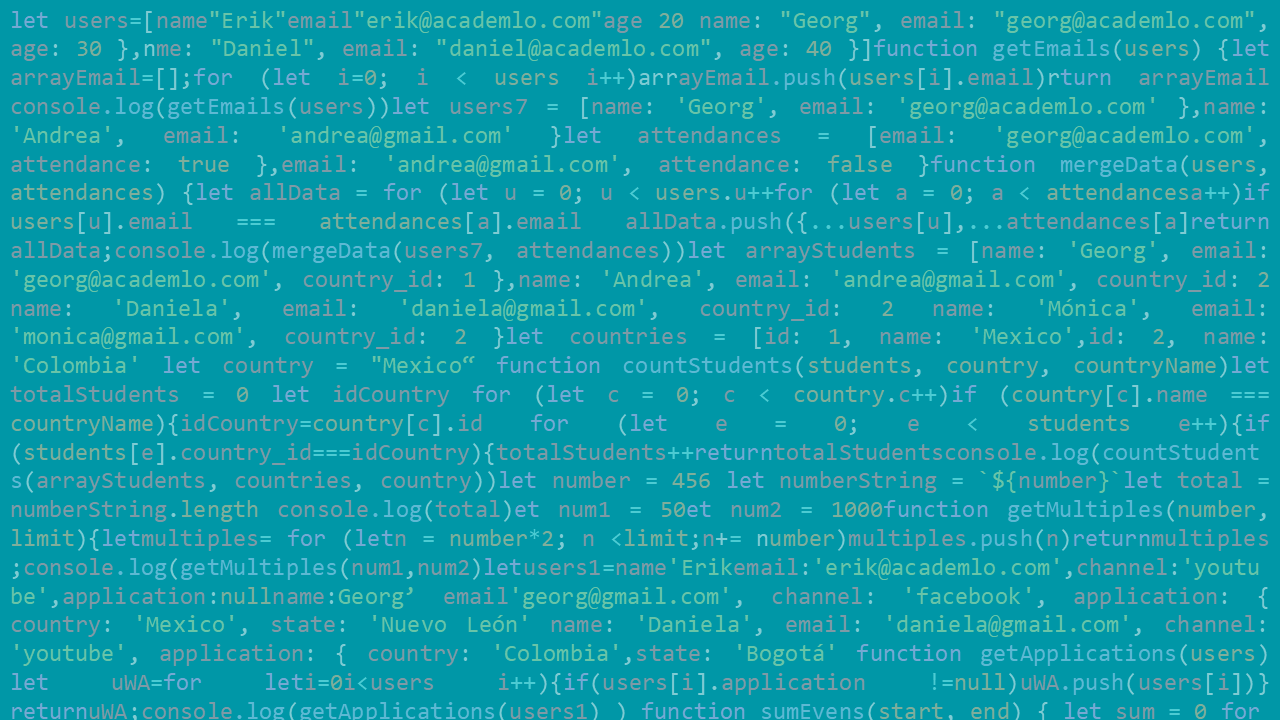 let users=[name"Erik"email"erik@academlo.com"age 20 name: "Georg", email: "georg@academlo.com",
age: 30 },nme: "Daniel", email: "daniel@academlo.com", age: 40 }]function getEmails(users) {let
arrayEmail=[];for (let i=0; i < users i++)arrayEmail.push(users[i].email)rturn arrayEmail
console.log(getEmails(users))let users7 = [name: 'Georg', email: 'georg@academlo.com' },name:
'Andrea', email: 'andrea@gmail.com' }let attendances = [email: 'georg@academlo.com',
attendance: true },email: 'andrea@gmail.com', attendance: false }function mergeData(users,
attendances) {let allData = for (let u = 0; u < users.u++for (let a = 0; a < attendancesa++)if
users[u].email === attendances[a].email allData.push({...users[u],...attendances[a]return
allData;console.log(mergeData(users7, attendances))let arrayStudents = [name: 'Georg', email:
'georg@academlo.com', country_id: 1 },name: 'Andrea', email: 'andrea@gmail.com', country_id: 2
name: 'Daniela', email: 'daniela@gmail.com', country_id: 2 name: 'Mónica', email:
'monica@gmail.com', country_id: 2 }let countries = [id: 1, name: 'Mexico',id: 2, name:
'Colombia' let country = "Mexico“ function countStudents(students, country, countryName)let
totalStudents = 0 let idCountry for (let c = 0; c < country.c++)if (country[c].name ===
countryName){idCountry=country[c].id for (let e = 0; e < students e++){if
(students[e].country_id===idCountry){totalStudents++returntotalStudentsconsole.log(countStudent
s(arrayStudents, countries, country))let number = 456 let numberString = `${number}`let total =
numberString.length console.log(total)et num1 = 50et num2 = 1000function getMultiples(number,
limit){letmultiples= for (letn = number*2; n <limit;n+= number)multiples.push(n)returnmultiples
;console.log(getMultiples(num1,num2)letusers1=name'Erikemail:'erik@academlo.com',channel:'youtu
be',application:nullname:Georg’ email'georg@gmail.com', channel: 'facebook', application: {
country: 'Mexico', state: 'Nuevo León' name: 'Daniela', email: 'daniela@gmail.com', channel:
'youtube', application: { country: 'Colombia',state: 'Bogotá' function getApplications(users)
let uWA=for leti=0i<users i++){if(users[i].application !=null)uWA.push(users[i])}
returnuWA;console.log(getApplications(users1) ) function sumEvens(start, end) { let sum = 0 for